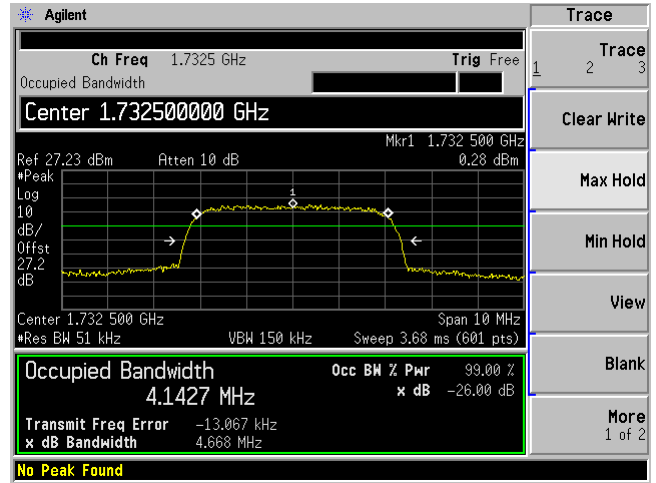 Agilent
Trace
Ch Freq 1.7325 GHz Trig Free
Occupied Bandwidth
Center 1.732500000 GHz
Mkr1 1.732 500 GHz
Ref 27.23 dBm Atten 10 dB 0.28 dBm
#Peak
Log
10
dB/
Offst
27.2
dB
1
Center 1.732 500 GHz Span 10 MHz
#Res BW 51 kHz VBW 150 kHz Sweep 3.68 ms (601 pts)
Occupied Bandwidth
4.1427 MHz
Occ BW % Pwr 99.00 %
x dB -26.00 dB
Transmit Freq Error -13.067 kHz
x dB Bandwidth 4.668 MHz
No Peak Found
Trace
1 2 3
Clear Write
Max Hold
Min Hold
View
Blank
More
1 of 2